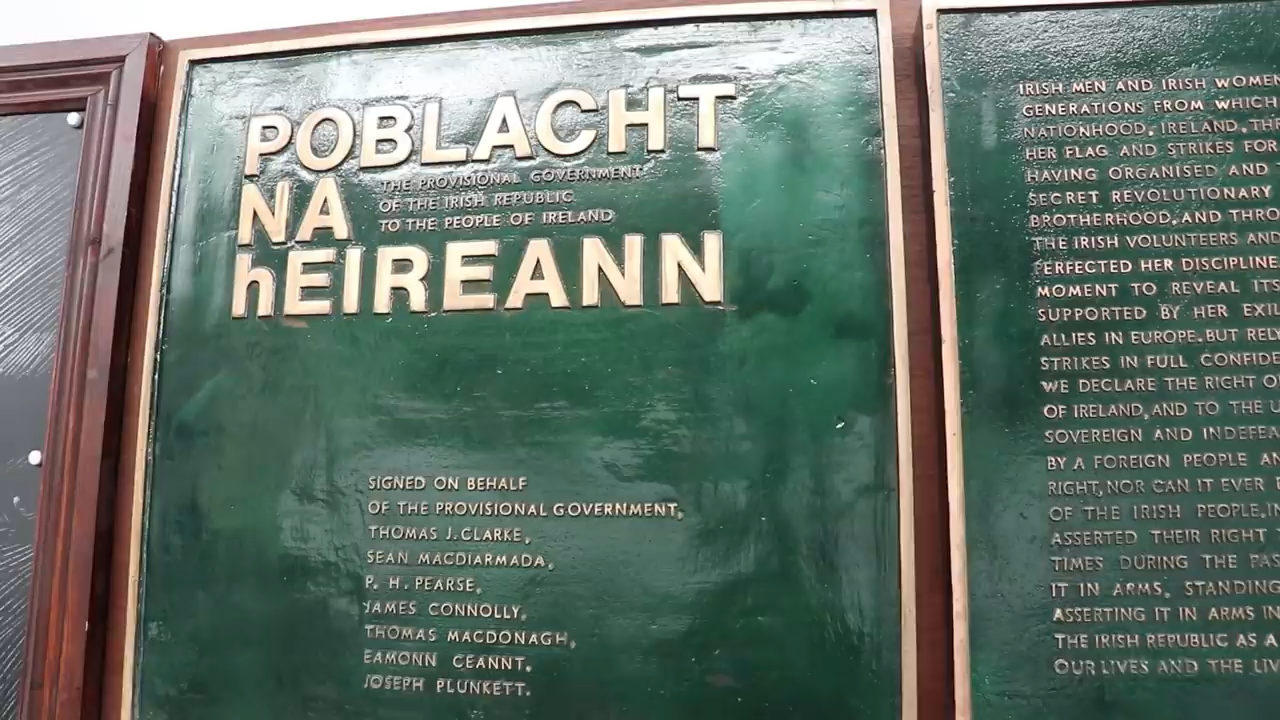 POBLACHT
NA
THE PROVISIONAL GOVERNMENT
OF THE IRISH REPUBLIC
TO THE PEOPLE OF IRELAND
hEIREANN
SIGNED ON BEHALF
OF THE PROVISIONAL GOVERNMENT,
THOMAS J. CLARKE,
SEAN MACDIARMADA,
P. H. PEARSE,
JAMES CONNOLLY,
THOMAS MACDONAGH,
EAMONN CEANNT.
JOSEPH PLUNKETT.
IRISH MEN AND IRISH WOMEN
GENERATIONS FROM WHICH
NATIONHOOD, IRELAND, TH
HER FLAG AND STRIKES FOR
HAVING ORGANISED AND
SECRET REVOLUTIONARY
BROTHERHOOD, AND THRO
THE IRISH VOLUNTEERS AND
PERFECTED HER DISCIPLINE
MOMENT TO REVEAL ITS
SUPPORTED BY HER EXIL
ALLIES IN EUROPE. BUT RELY
STRIKES IN FULL CONFIDE
WE DECLARE THE RIGHT O
OF IRELAND, AND TO THE U
SOVEREIGN AND INDEFEA
BY A FOREIGN PEOPLE AN
RIGHT, NOR CAN IT EVER
OF THE IRISH PEOPLE, IN
ASSERTED THEIR RIGHT
TIMES DURING THE PAS
IT IN ARMS. STANDING
ASSERTING IT IN ARMS IN
THE IRISH REPUBLIC AS A
OUR LIVES AND THE LIV